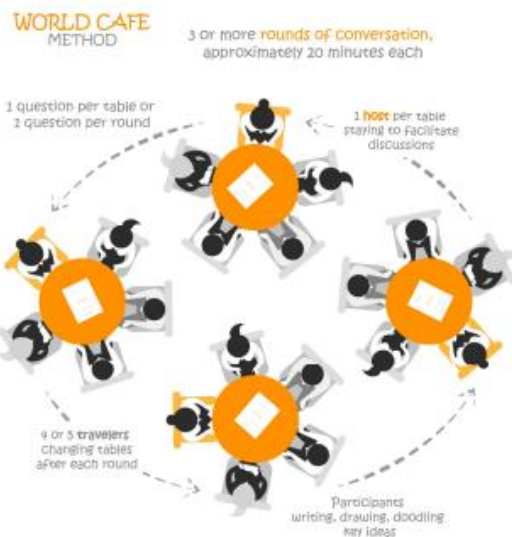 WORLD CAFE
METHOD
3 or more rounds of conversation,
approximately 20 minutes each
1 question per table or
1 question per round
1 host per table
staying to facilitate
discussions
4 or 5 travelers
changing tables
after each round
Participants
writing, drawing, doodling
key ideas